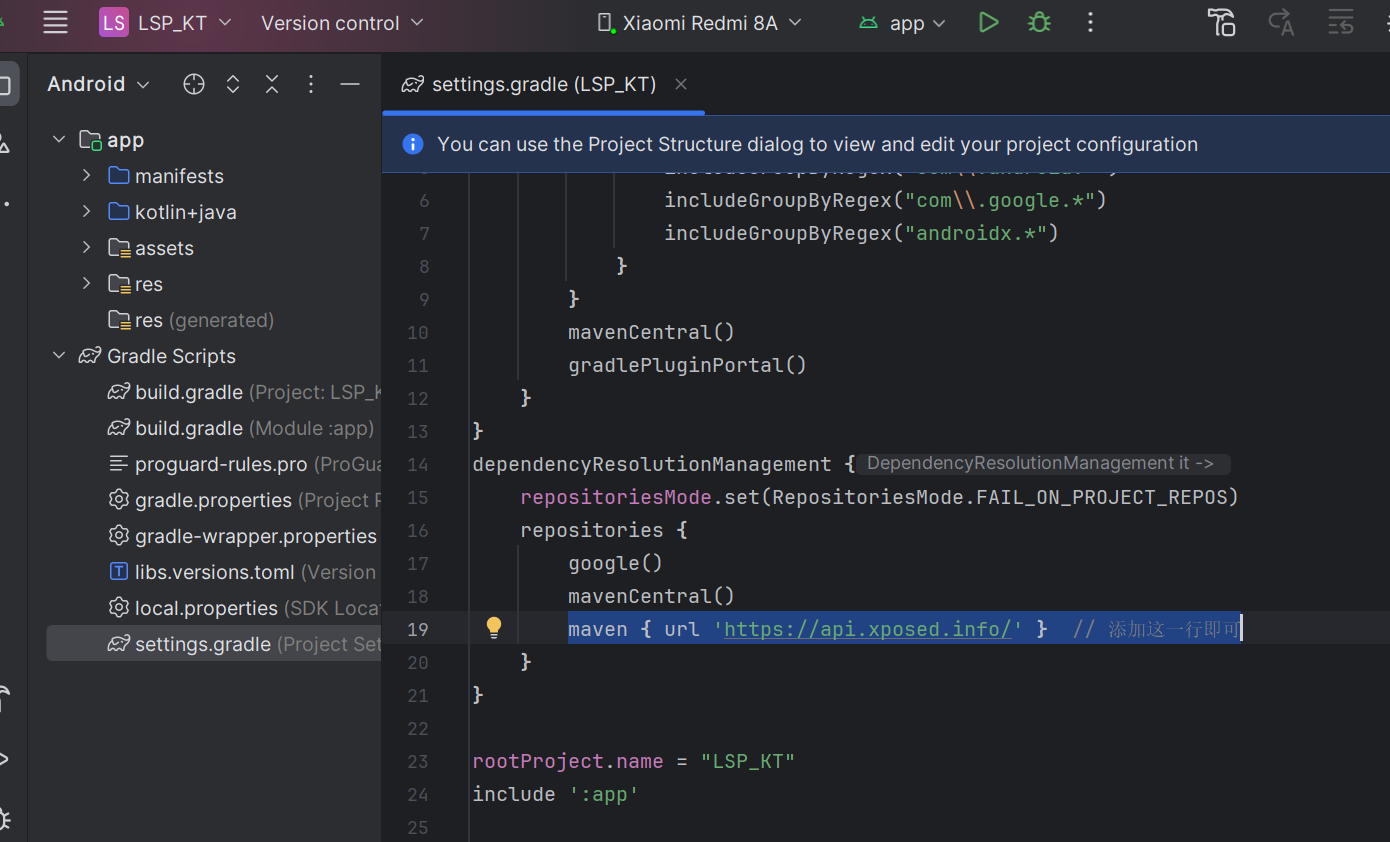 LS LSP_KT Version control Xiaomi Redmi 8A app
Android
settings.gradle (LSP_KT)
You can use the Project Structure dialog to view and edit your project configuration
app
manifests
kotlin+java
assets
res
res (generated)
Gradle Scripts
build.gradle (Project: LSP_K
build.gradle (Module :app)
proguard-rules.pro (ProGua
gradle.properties (Project P
gradle-wrapper.properties
libs.versions.toml (Version
local.properties (SDK Locat
settings.gradle (Project Set
6 includeGroupByRegex("com\\.google.*")
7 includeGroupByRegex("androidx.*")
8 }
9 }
10 mavenCentral()
11 gradlePluginPortal()
12 }
13 }
14 dependencyResolutionManagement { DependencyResolutionManagement it ->
15 repositoriesMode.set(RepositoriesMode.FAIL_ON_PROJECT_REPOS)
16 repositories {
17 google()
18 mavenCentral()
19 maven { url 'https://api.xposed.info/' } // 添加这一行即可
20 }
21 }
22
23 rootProject.name = "LSP_KT"
24 include ':app'
25